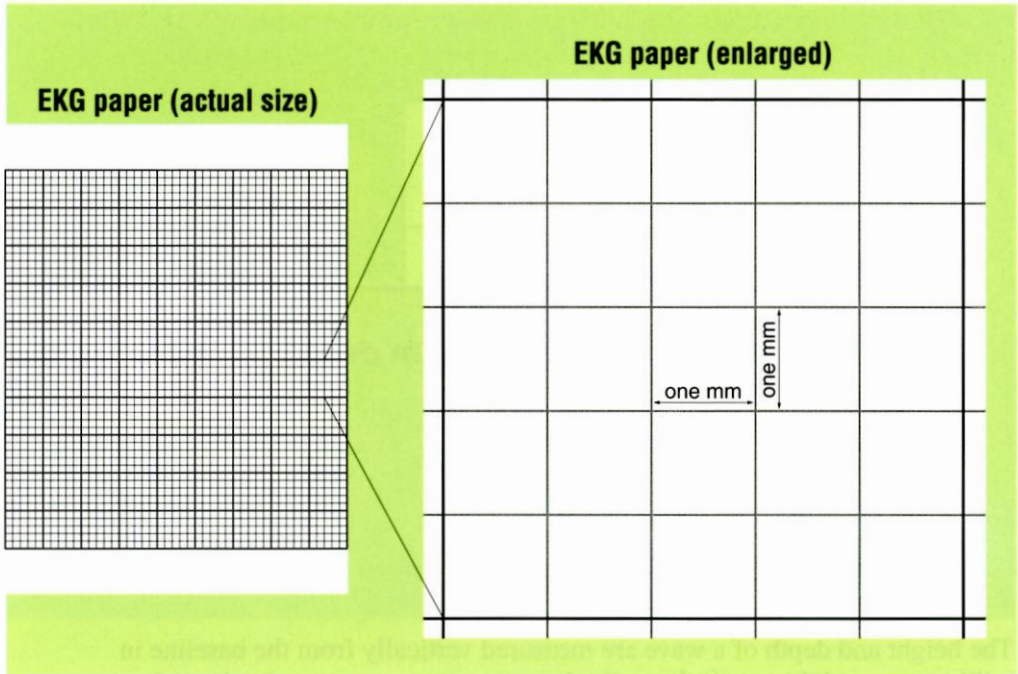 EKG paper (enlarged)
EKG paper (actual size)
one mm
one mm
The height and depth of a wave are measured vertically from the baseline in